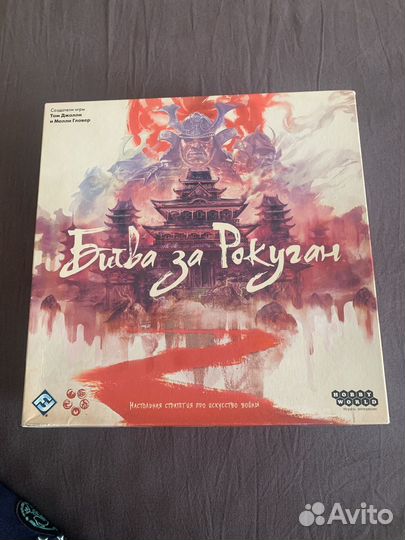 Создатели игры
Том Джолли
и Молли Гловер
Битва за Рокуган
Настольная стратегия про искусство войны
HOBBY
WORLD
Avito